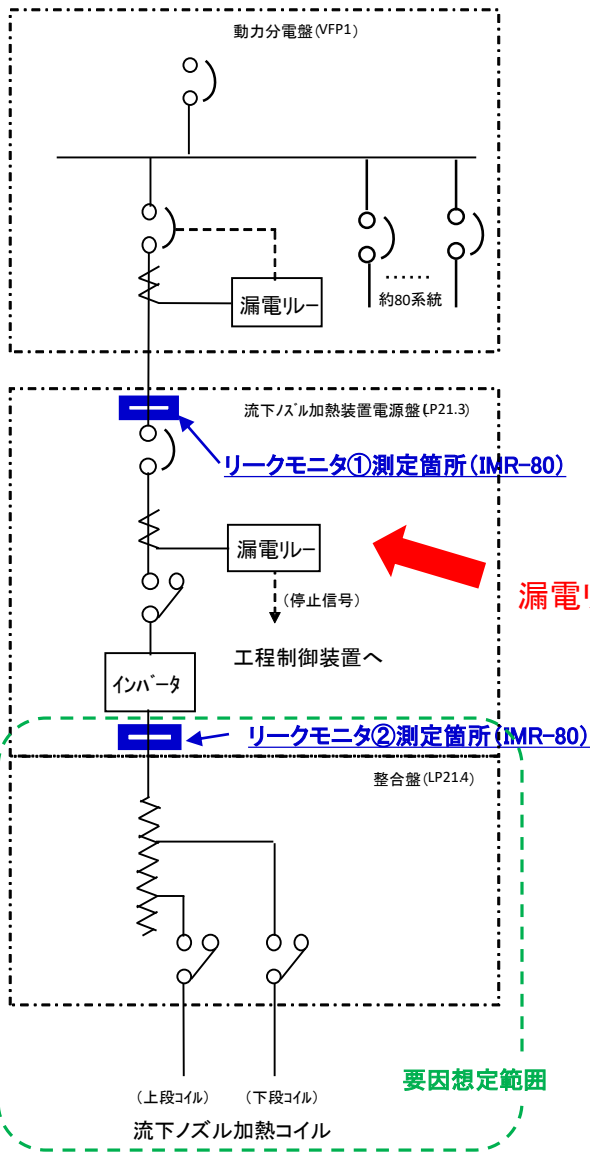 動力分電盤(VFP1)
漏電リレー
......
約80系統
流下ノズル加熱装置電源盤(LP21.3)
リークモニタ①測定箇所(IMR-80)
漏電リレー
漏電
(停止信号)
工程制御装置へ
インバータ
リークモニタ②測定箇所(IMR-80)
整合盤(LP21.4)
要因想定範囲
(上段コイル)
(下段コイル)
流下ノズル加熱コイル